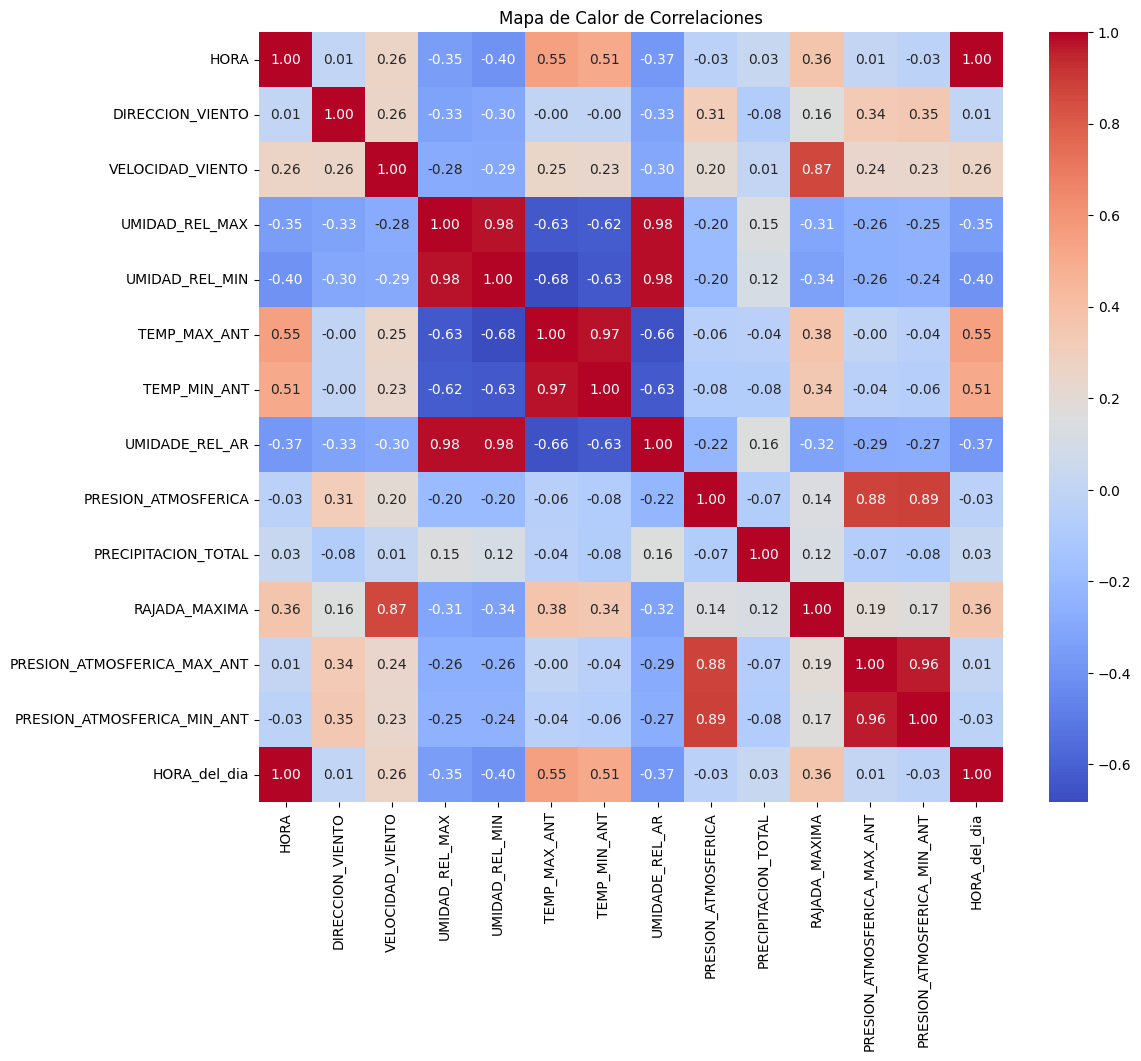 Mapa de Calor de Correlaciones
HORA 1.00 0.01 0.26 -0.35 -0.40 0.55 0.51 -0.37 -0.03 0.03 0.36 0.01 -0.03 1.00
DIRECCION_VIENTO 0.01 1.00 0.26 -0.33 -0.30 -0.00 -0.00 -0.33 0.31 -0.08 0.16 0.34 0.35 0.01
VELOCIDAD_VIENTO 0.26 0.26 1.00 -0.28 -0.29 0.25 0.23 -0.30 0.20 0.01 0.87 0.24 0.23 0.26
UMIDAD_REL_MAX -0.35 -0.33 -0.28 1.00 0.98 -0.63 -0.62 0.98 -0.20 0.15 -0.31 -0.26 -0.25 -0.35
UMIDAD_REL_MIN -0.40 -0.30 -0.29 0.98 1.00 -0.68 -0.63 0.98 -0.20 0.12 -0.34 -0.26 -0.24 -0.40
TEMP_MAX_ANT 0.55 -0.00 0.25 -0.63 -0.68 1.00 0.97 -0.66 -0.06 -0.04 0.38 -0.00 -0.04 0.55
TEMP_MIN_ANT 0.51 -0.00 0.23 -0.62 -0.63 0.97 1.00 -0.63 -0.08 -0.08 0.34 -0.04 -0.06 0.51
UMIDADE_REL_AR -0.37 -0.33 -0.30 0.98 0.98 -0.66 -0.63 1.00 -0.22 0.16 -0.32 -0.29 -0.27 -0.37
PRESION_ATMOSFERICA -0.03 0.31 0.20 -0.20 -0.20 -0.06 -0.08 -0.22 1.00 -0.07 0.14 0.88 0.89 -0.03
PRECIPITACION_TOTAL 0.03 -0.08 0.01 0.15 0.12 -0.04 -0.08 0.16 -0.07 1.00 0.12 -0.07 -0.08 0.03
RAJADA_MAXIMA 0.36 0.16 0.87 -0.31 -0.34 0.38 0.34 -0.32 0.14 0.12 1.00 0.19 0.17 0.36
PRESION_ATMOSFERICA_MAX_ANT 0.01 0.34 0.24 -0.26 -0.26 -0.00 -0.04 -0.29 0.88 -0.07 0.19 1.00 0.96 0.01
PRESION_ATMOSFERICA_MIN_ANT -0.03 0.35 0.23 -0.25 -0.24 -0.04 -0.06 -0.27 0.89 -0.08 0.17 0.96 1.00 -0.03
HORA_del_dia 1.00 0.01 0.26 -0.35 -0.40 0.55 0.51 -0.37 -0.03 0.03 0.36 0.01 -0.03 1.00
HORA
DIRECCION_VIENTO
VELOCIDAD_VIENTO
UMIDAD_REL_MAX
UMIDAD_REL_MIN
TEMP_MAX_ANT
TEMP_MIN_ANT
UMIDADE_REL_AR
PRESION_ATMOSFERICA
PRECIPITACION_TOTAL
RAJADA_MAXIMA
PRESION_ATMOSFERICA_MAX_ANT
PRESION_ATMOSFERICA_MIN_ANT
HORA_del_dia
1.0
0.8
0.6
0.4
0.2
0.0
−0.2
−0.4
−0.6